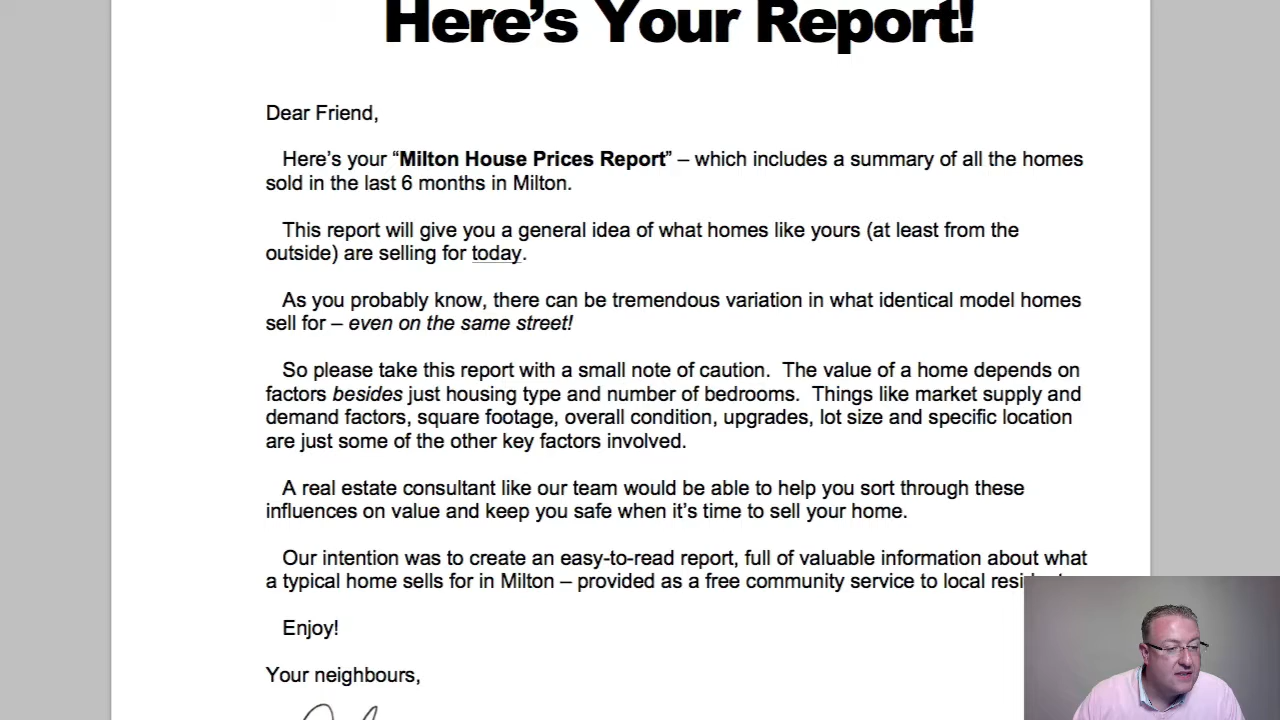 Here’s Your Report!
Dear Friend,
Here’s your “Milton House Prices Report” – which includes a summary of all the homes
sold in the last 6 months in Milton.
This report will give you a general idea of what homes like yours (at least from the
outside) are selling for today.
As you probably know, there can be tremendous variation in what identical model homes
sell for – even on the same street!
So please take this report with a small note of caution.  The value of a home depends on
factors besides just housing type and number of bedrooms.  Things like market supply and
demand factors, square footage, overall condition, upgrades, lot size and specific location
are just some of the other key factors involved.
A real estate consultant like our team would be able to help you sort through these
influences on value and keep you safe when it’s time to sell your home.
Our intention was to create an easy-to-read report, full of valuable information about what
a typical home sells for in Milton – provided as a free community service to local
Enjoy!
Your neighbours,